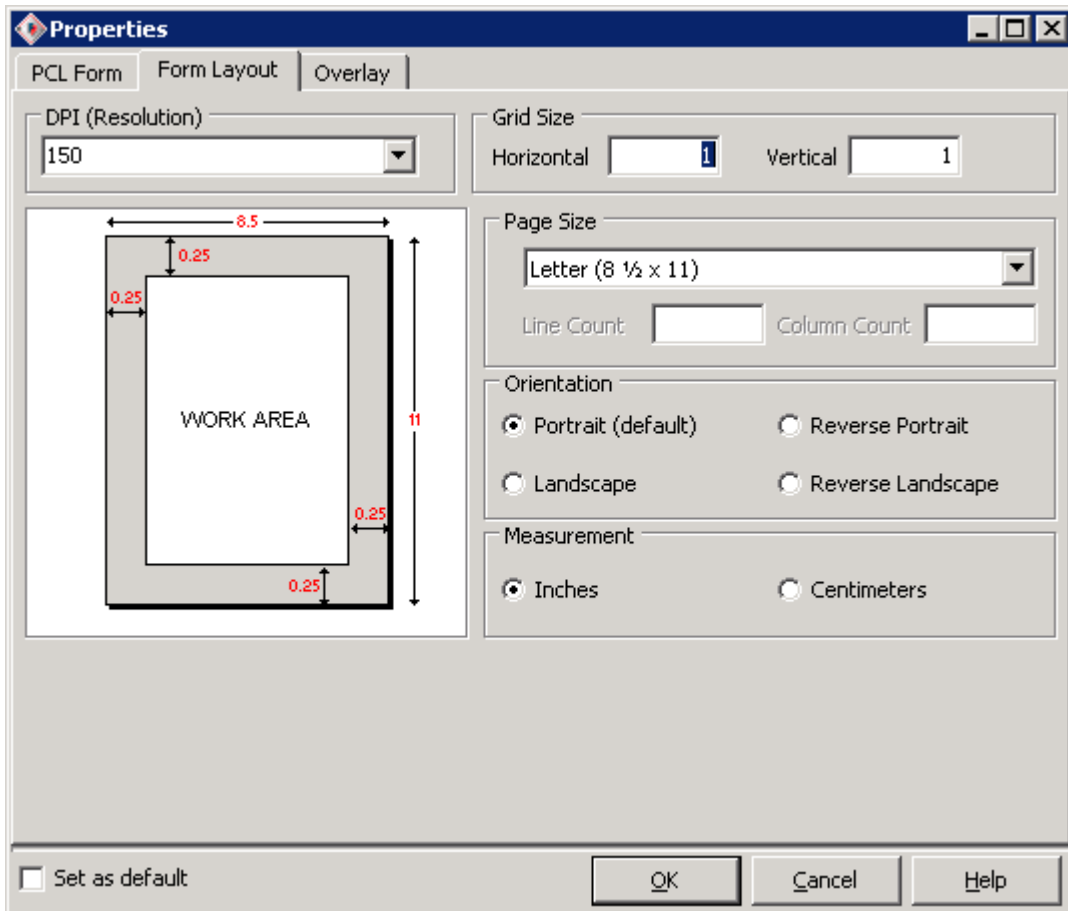 Properties
PCL Form Form Layout Overlay
DPI (Resolution)
150
Grid Size
Horizontal 1 Vertical 1
8.5
0.25
0.25
WORK AREA
11
0.25
0.25
Page Size
Letter (8 ½ x 11)
Line Count Column Count
Orientation
Portrait (default) Reverse Portrait
Landscape Reverse Landscape
Measurement
Inches Centimeters
Set as default OK Cancel Help